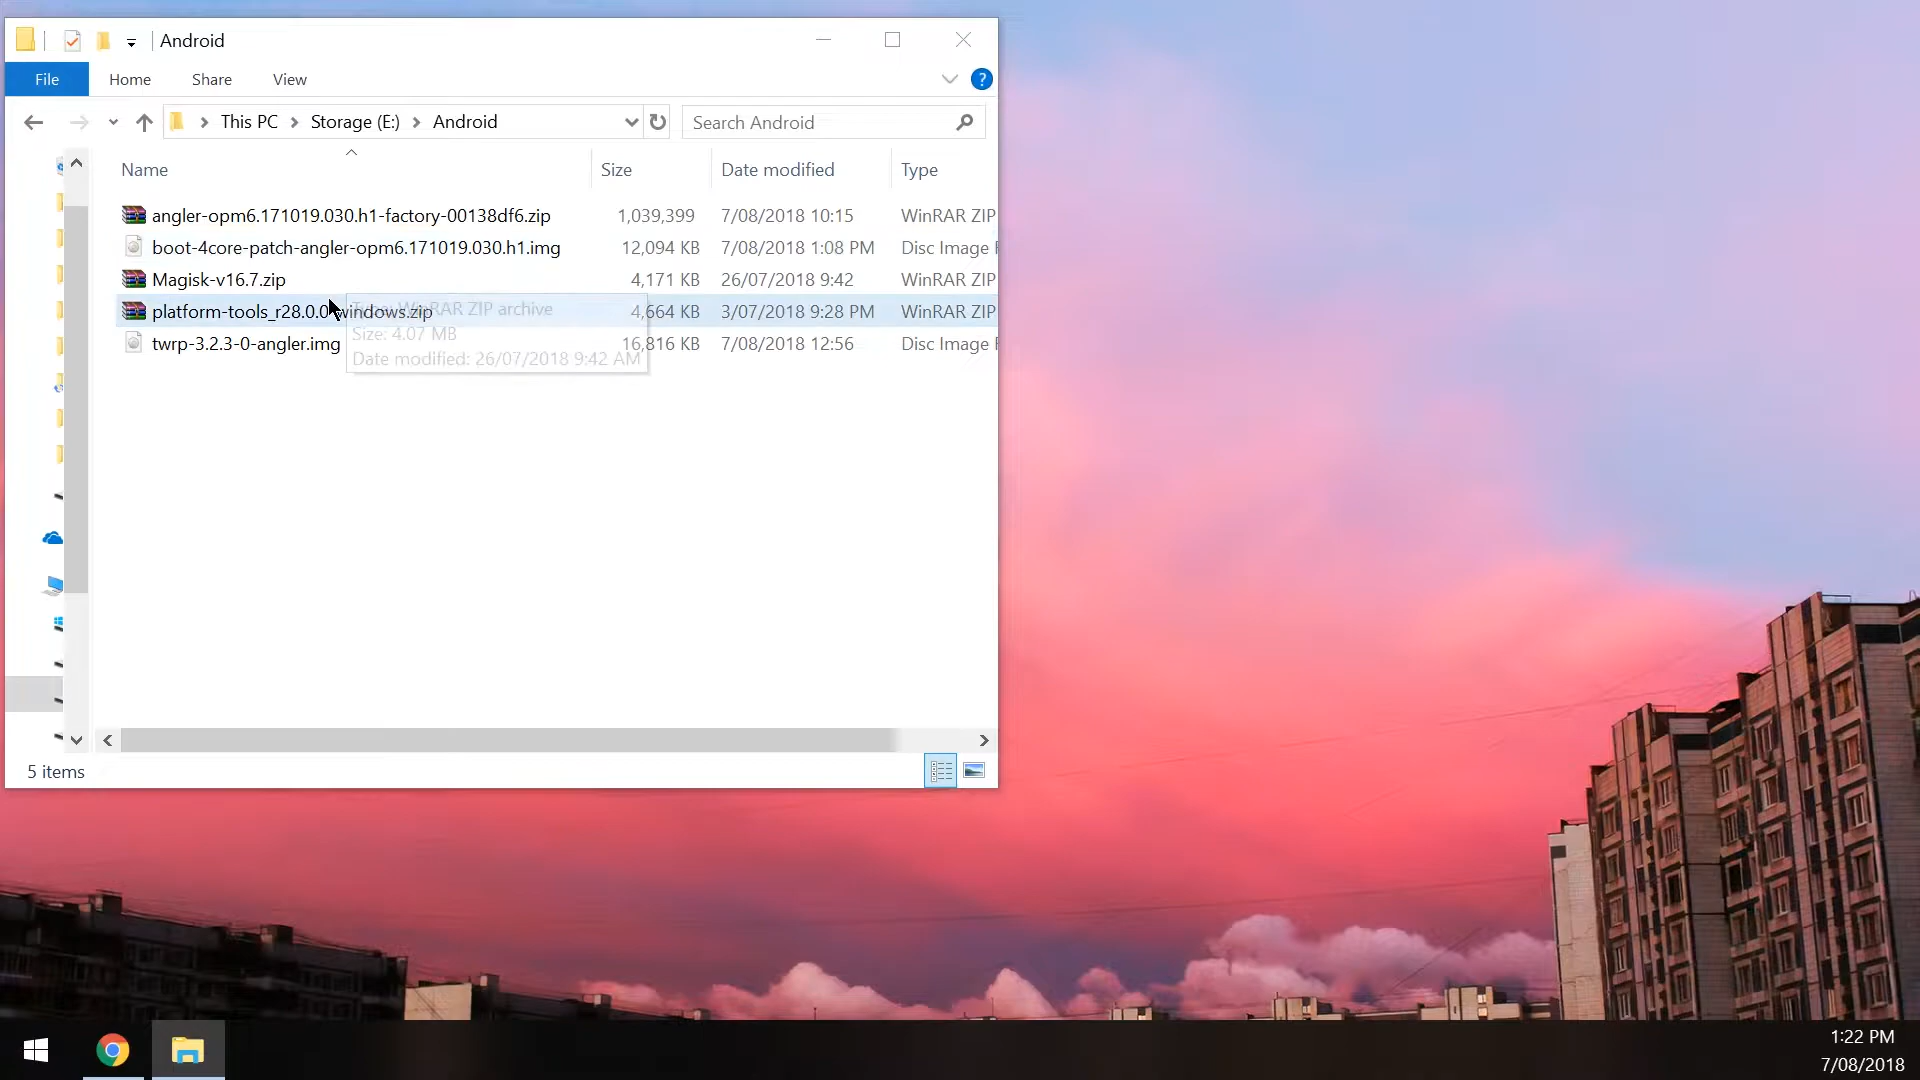 Android
File Home Share View ?
This PC Storage (E:) Android Search Android
Name Size Date modified Type
angler-opm6.171019.030.h1-factory-00138df6.zip 1,039,399 7/08/2018 10:15 WinRAR ZIP
boot-4core-patch-angler-opm6.171019.030.h1.img 12,094 KB 7/08/2018 1:08 PM Disc Image
Magisk-v16.7.zip 4,171 KB 26/07/2018 9:42 WinRAR ZIP
platform-tools_r28.0.0-windows.zip 4,664 KB 3/07/2018 9:28 PM WinRAR ZIP
Type: WinRAR ZIP archive
Size: 4.07 MB
twrp-3.2.3-0-angler.img 16,816 KB 7/08/2018 12:56 Disc Image
Date modified: 26/07/2018 9:42 AM
5 items
1:22 PM
7/08/2018